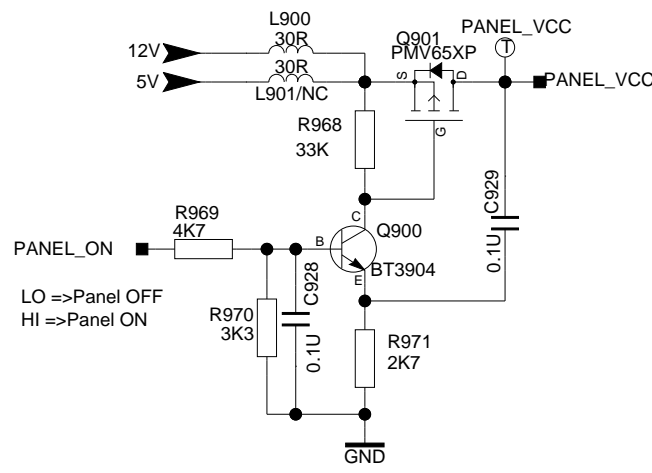 L900
30R
12V
30R
5V
L901/NC
Q901
PMV65XP
S
D
G
PANEL_VCC
T
PANEL_VCC
R968
33K
C929
0.1U
R969
4K7
PANEL_ON
B
C
E
Q900
BT3904
C928
0.1U
LO =>Panel OFF
HI =>Panel ON
R970
3K3
R971
2K7
GND